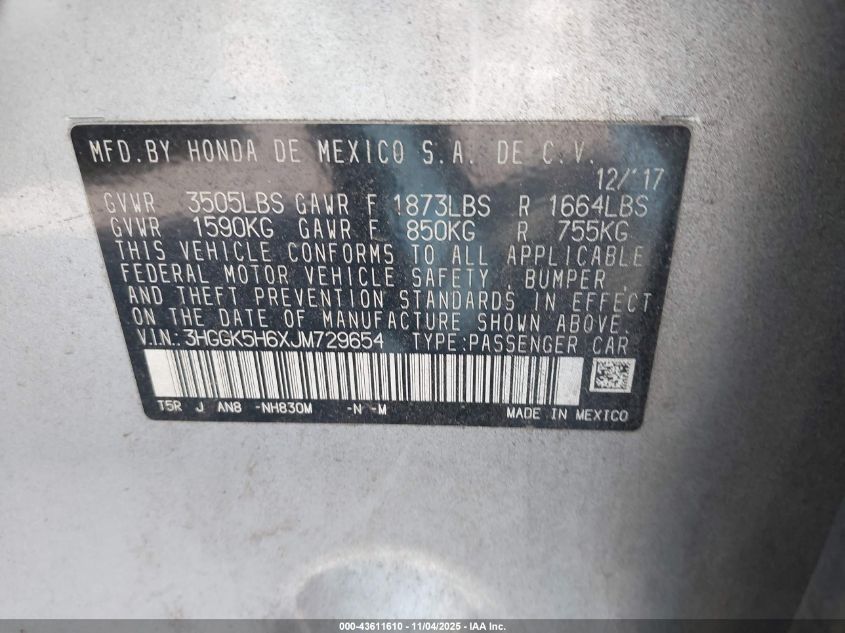 MFD.BY HONDA DE MEXICO S.A. DE C.V.
12/'17
GVWR 3505LBS GAWR F 1873LBS R 1664LBS
GVWR 1590KG GAWR F 850KG R 755KG
THIS VEHICLE CONFORMS TO ALL APPLICABLE
FEDERAL MOTOR VEHICLE SAFETY, BUMPER,
AND THEFT PREVENTION STANDARDS IN EFFECT
ON THE DATE OF MANUFACTURE SHOWN ABOVE.
V.I.N.: 3HGGK5H6XJM729654 TYPE:PASSENGER CAR
T5R J AN8 -NH830M -N -M MADE IN MEXICO
000-43611610 - 11/04/2025 - IAA Inc.